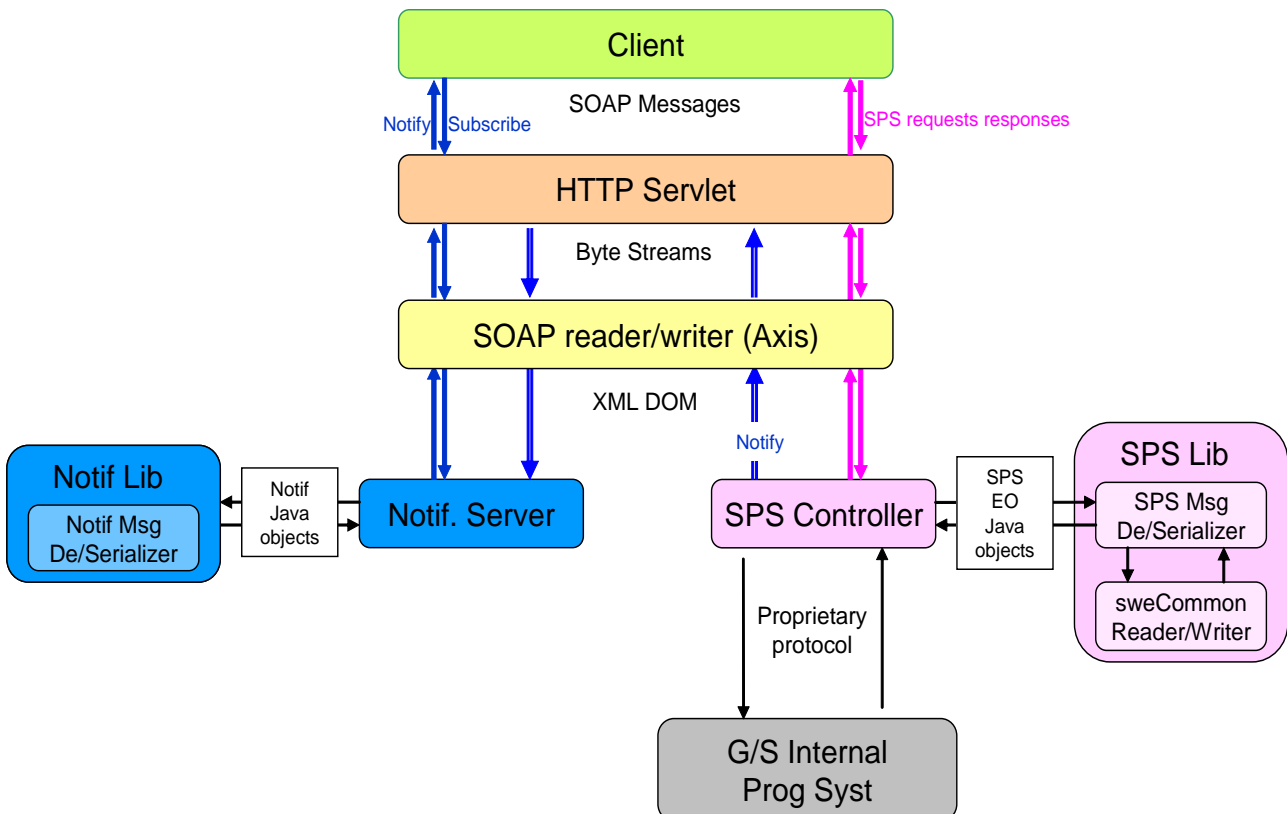 Client
SOAP Messages
Notify
Subscribe
SPS requests responses
HTTP Servlet
Byte Streams
SOAP reader/writer (Axis)
XML DOM
Notify
Notif Lib
Notif Msg
De/Serializer
Notif
Java
objects
Notif. Server
SPS Controller
SPS
EO
Java
objects
SPS Lib
SPS Msg
De/Serializer
sweCommon
Reader/Writer
Proprietary
protocol
G/S Internal
Prog Syst